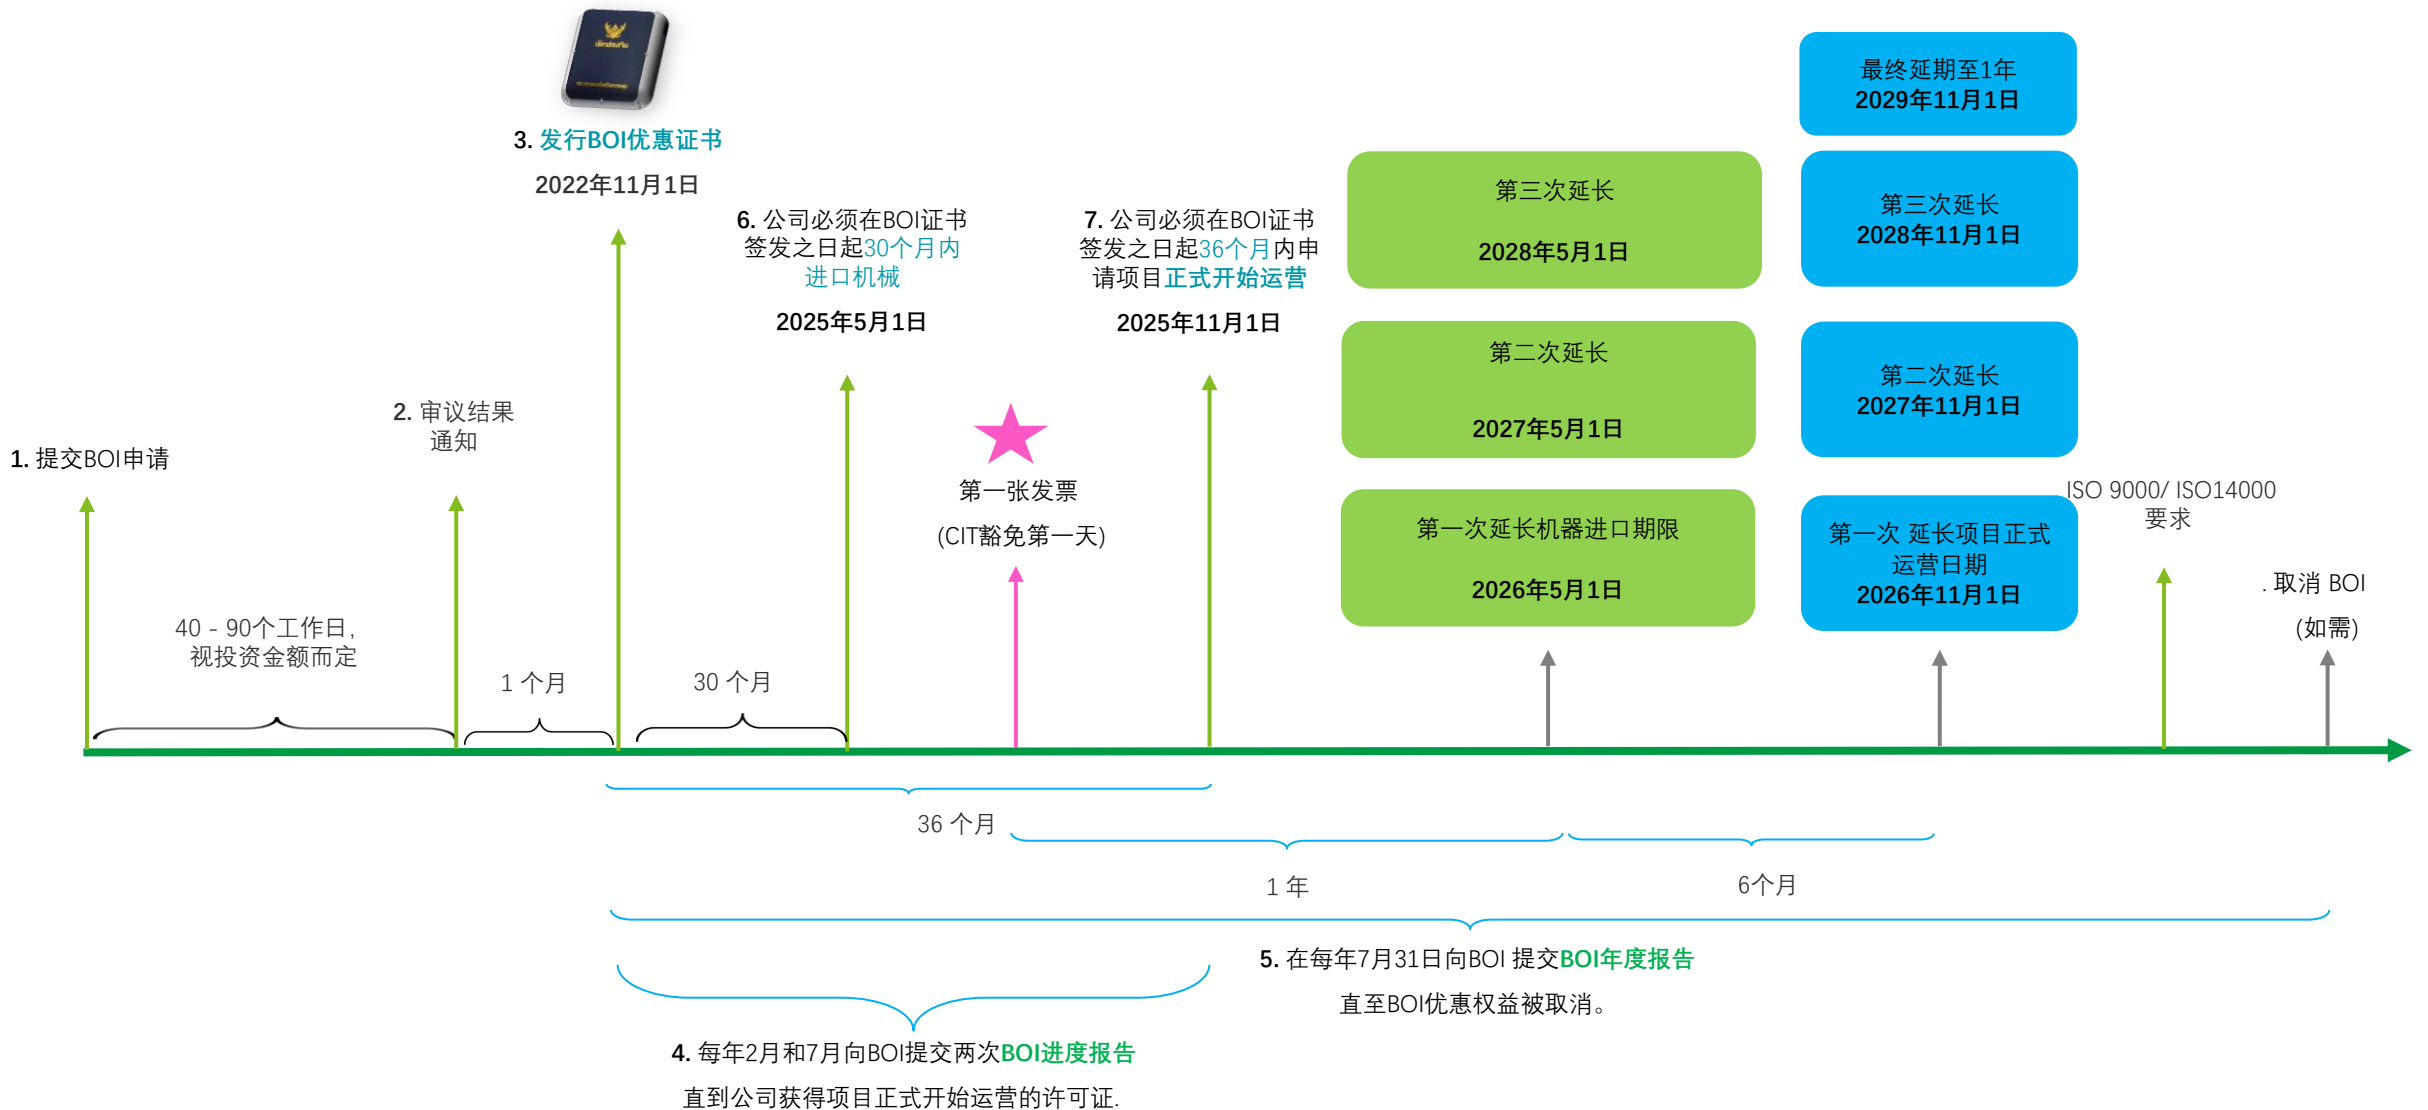 1. 提交BOI申请
40 - 90个工作日,
视投资金额而定
2. 审议结果
通知
1 个月
3. 发行BOI优惠证书
2022年11月1日
30 个月
6. 公司必须在BOI证书
签发之日起30个月内
进口机械
2025年5月1日
第一张发票
(CIT豁免第一天)
7. 公司必须在BOI证书
签发之日起36个月内申
请项目正式开始运营
2025年11月1日
第三次延长
2028年5月1日
第二次延长
2027年5月1日
第一次延长机器进口期限
2026年5月1日
最终延期至1年
2029年11月1日
第三次延长
2028年11月1日
第二次延长
2027年11月1日
第一次 延长项目正式
运营日期
2026年11月1日
ISO 9000/ ISO14000
要求
. 取消 BOI
(如需)
36 个月
1 年
6个月
5. 在每年7月31日向BOI 提交BOI年度报告
直至BOI优惠权益被取消。
4. 每年2月和7月向BOI提交两次BOI进度报告
直到公司获得项目正式开始运营的许可证.